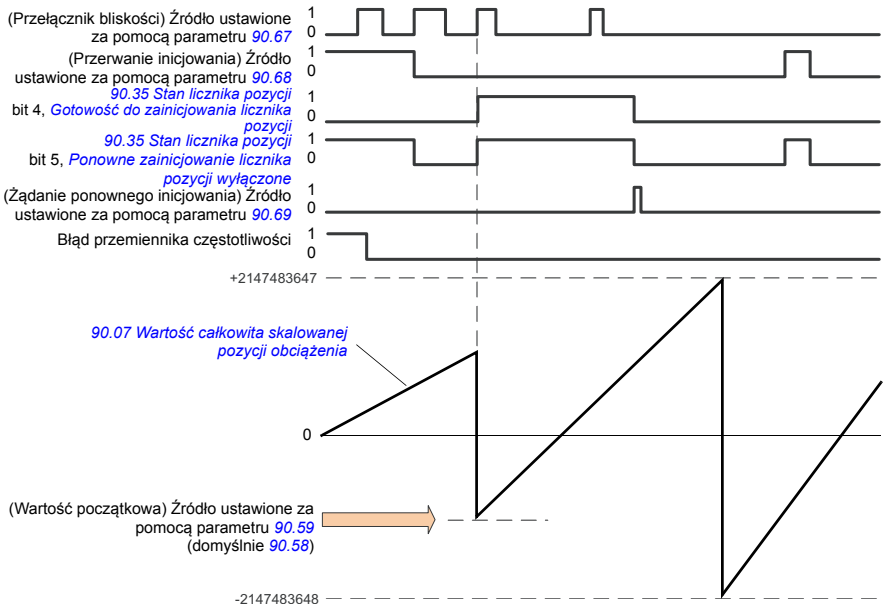 (Przełącznik bliskości) Źródło ustawione
za pomocą parametru 90.67
1
0
(Przerwanie inicjowania) Źródło
ustawione za pomocą parametru 90.68
1
0
90.35 Stan licznika pozycji
bit 4, Gotowość do zainicjowania licznika
pozycji
1
0
90.35 Stan licznika pozycji
bit 5, Ponowne zainicjowanie licznika
pozycji wyłączone
1
0
(Żądanie ponownego inicjowania) Źródło
ustawione za pomocą parametru 90.69
1
0
Błąd przemiennika częstotliwości
1
0
+2147483647
90.07 Wartość całkowita skalowanej
pozycji obciążenia
0
(Wartość początkowa) Źródło ustawione za
pomocą parametru 90.59
(domyślnie 90.58)
-2147483648